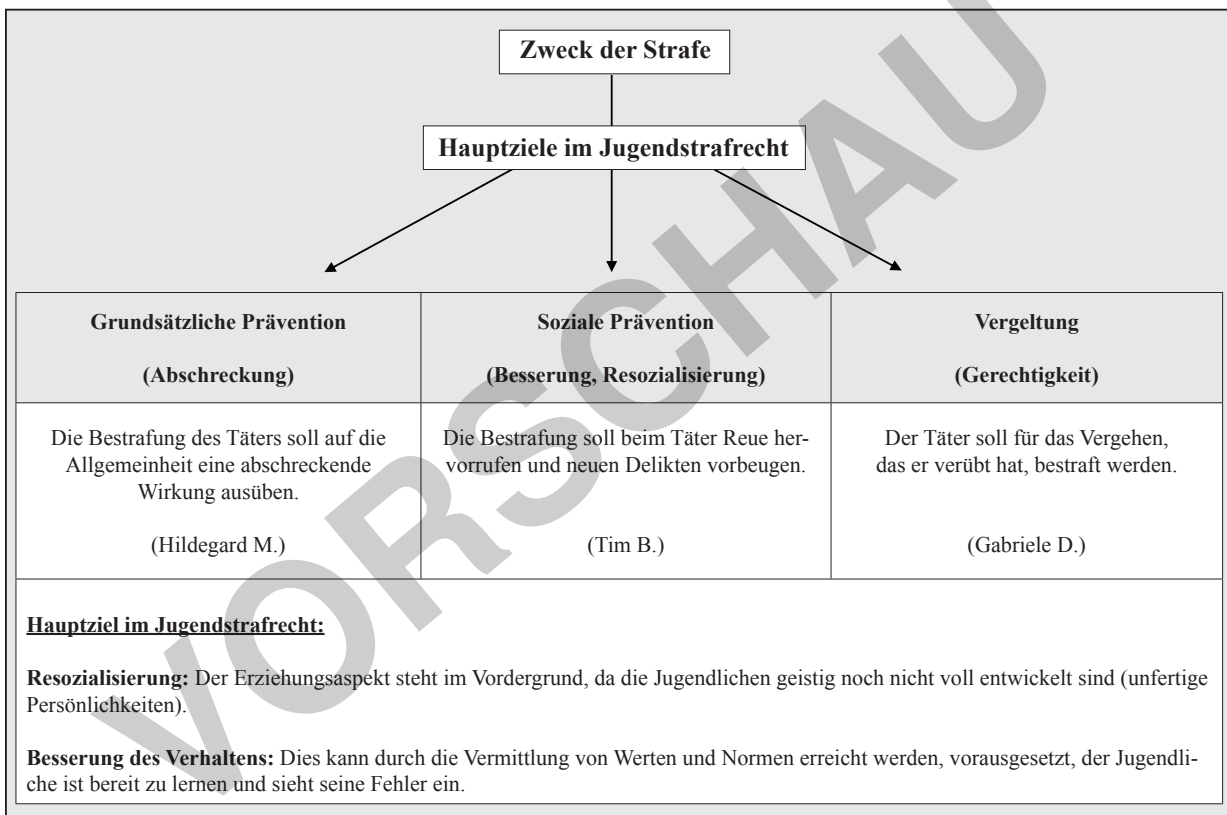 Zweck der Strafe
Hauptziele im Jugendstrafrecht
Grundsätzliche Prävention
(Abschreckung)
Soziale Prävention
(Besserung, Resozialisierung)
Vergeltung
(Gerechtigkeit)
Die Bestrafung des Täters soll auf die
Allgemeinheit eine abschreckende
Wirkung ausüben.
(Hildegard M.)
Die Bestrafung soll beim Täter Reue her-
vorrufen und neuen Delikten vorbeugen.
(Tim B.)
Der Täter soll für das Vergehen,
das er verübt hat, bestraft werden.
(Gabriele D.)
Hauptziel im Jugendstrafrecht:
Resozialisierung: Der Erziehungsaspekt steht im Vordergrund, da die Jugendlichen geistig noch nicht voll entwickelt sind (unfertige
Persönlichkeiten).
Besserung des Verhaltens: Dies kann durch die Vermittlung von Werten und Normen erreicht werden, vorausgesetzt, der Jugendli-
che ist bereit zu lernen und sieht seine Fehler ein.
VORSCHAU